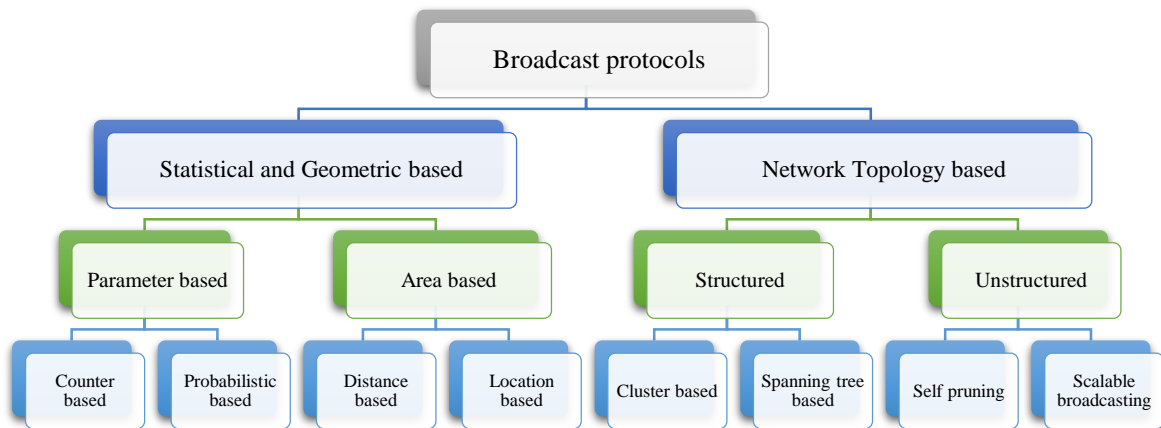 Broadcast protocols
Statistical and Geometric based
Network Topology based
Parameter based
Area based
Structured
Unstructured
Counter
based
Probabilistic
based
Distance
based
Location
based
Cluster based
Spanning tree
based
Self pruning
Scalable
broadcasting